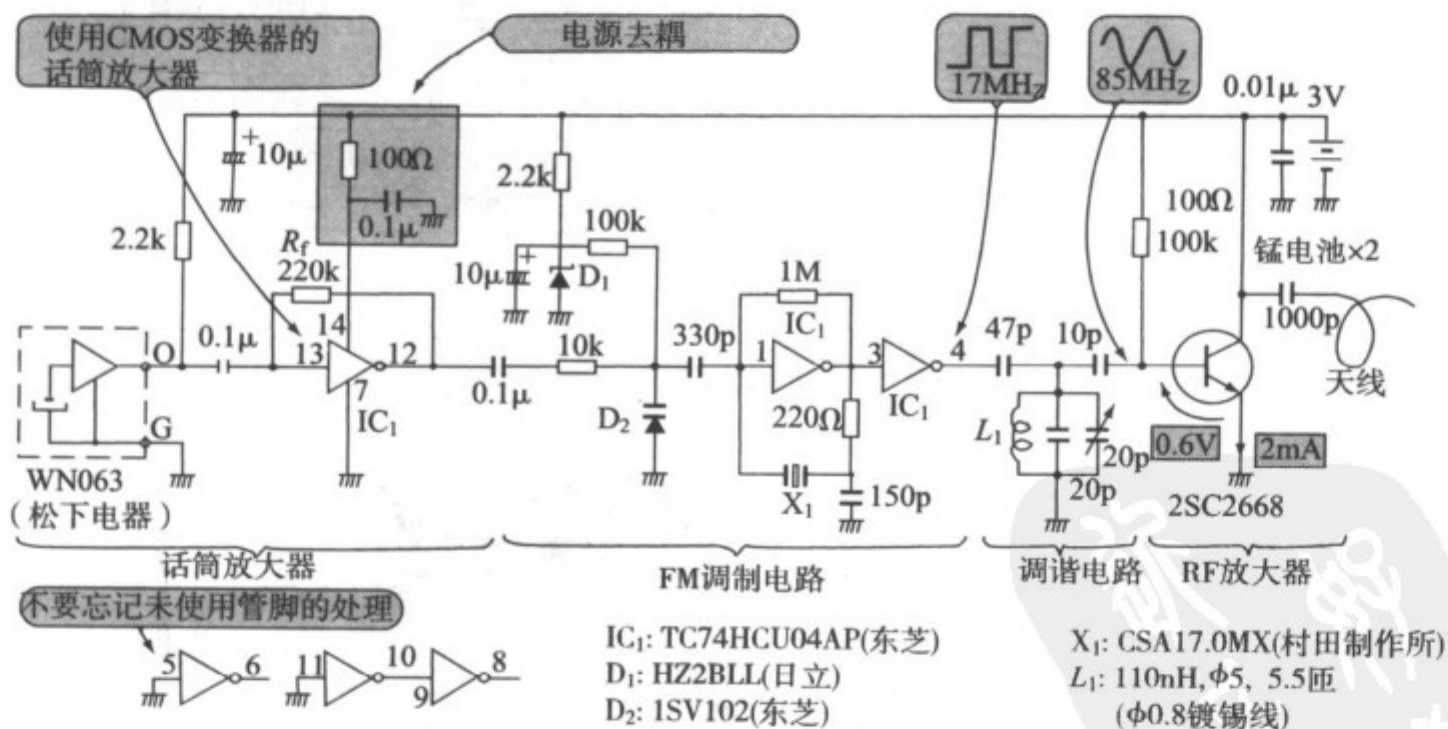 使用CMOS变换器的
话筒放大器
电源去耦
17MHz
85MHz
0.01μ
3V
+
10μ
100Ω
0.1μ
2.2k
Rf
220k
2.2k
100k
+
10μ
D1
1M
IC1
100Ω
100k
锰电池×2
1000p
天线
0.1μ
O
G
13
14
12
7
IC1
0.1μ
10k
330p
D2
1
3
4
IC1
220Ω
X1
150p
47p
10p
L1
20p
20p
0.6V
2mA
2SC2668
WN063
(松下电器)
话筒放大器
FM调制电路
调谐电路
RF放大器
不要忘记未使用管脚的处理
5
6
11
10
9
8
IC1: TC74HCU04AP(东芝)
D1: HZ2BLL(日立)
D2: 1SV102(东芝)
X1: CSA17.0MX(村田制作所)
L1: 110nH,ϕ5, 5.5匝
(ϕ0.8镀锡线)